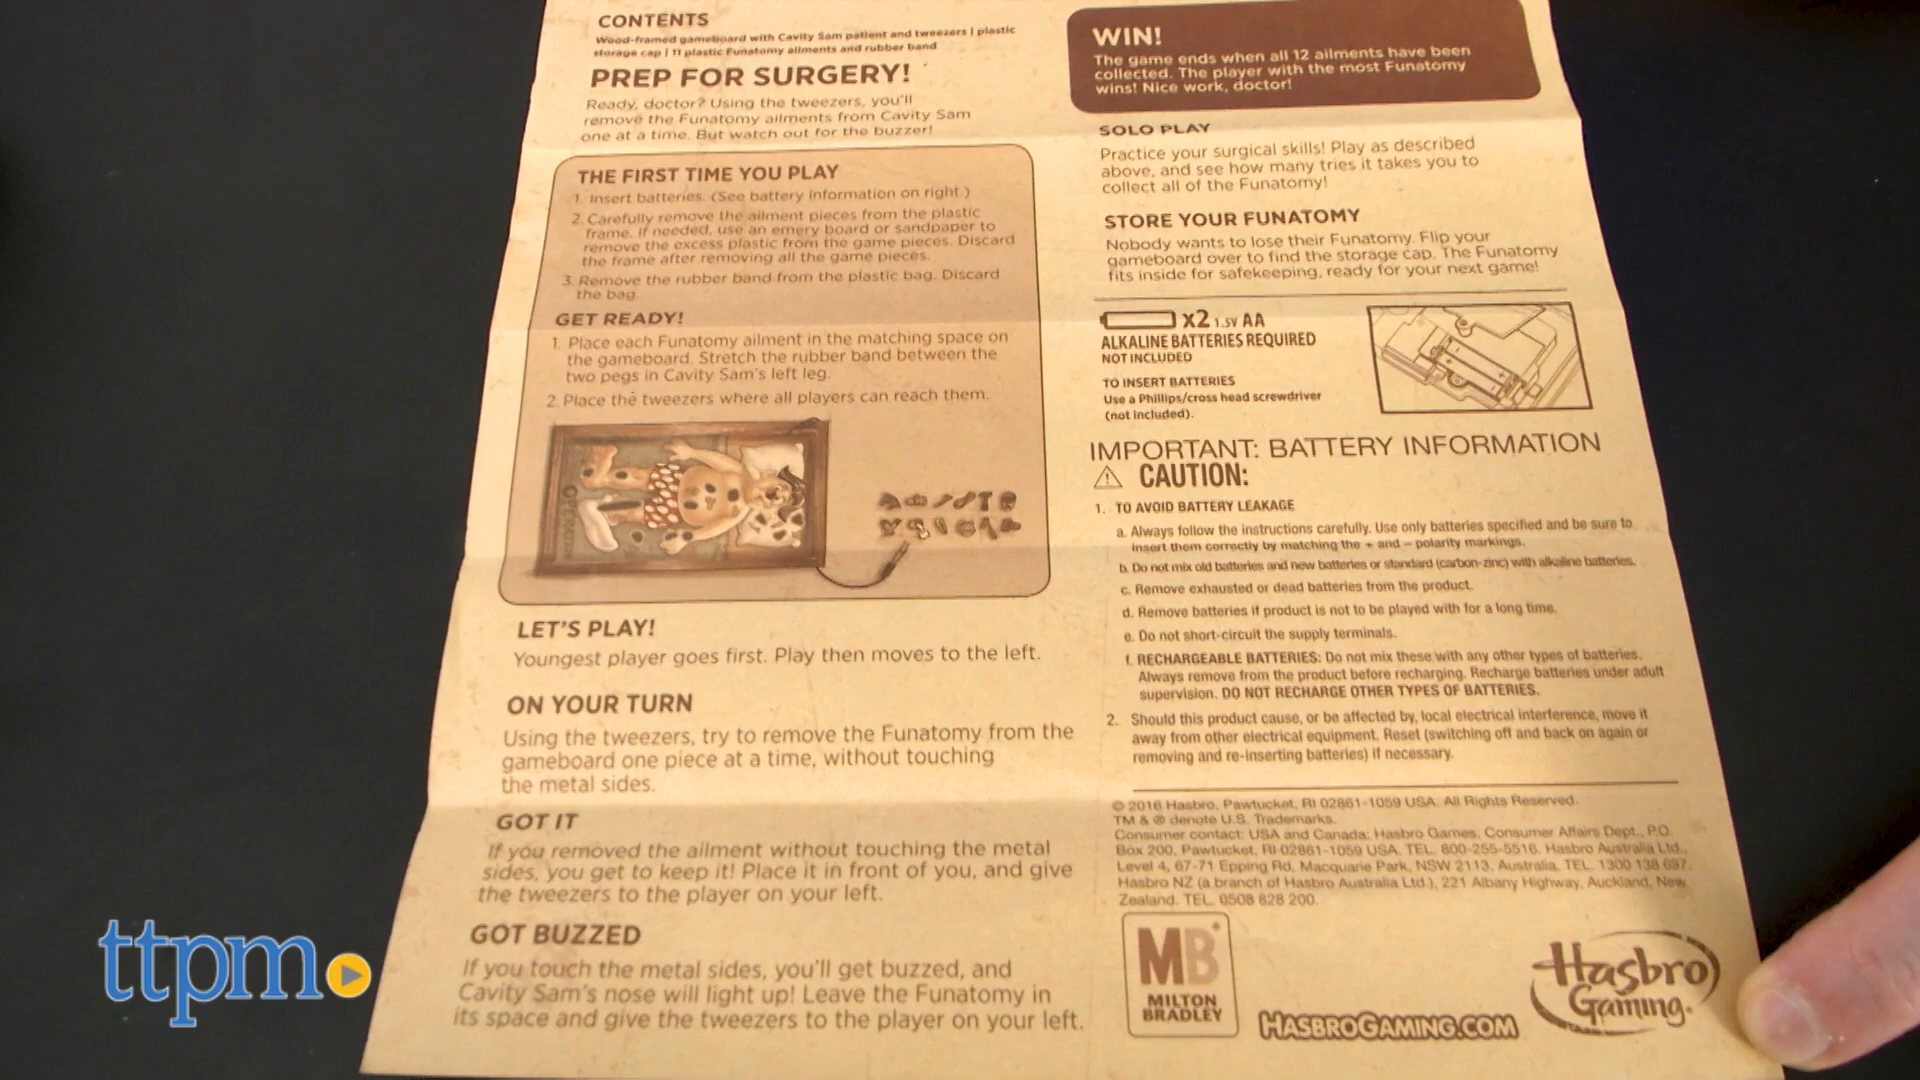 CONTENTS
Wood-framed gameboard with Cavity Sam patient and tweezers | plastic
storage cap | 11 plastic Funatomy ailments and rubber band
PREP FOR SURGERY!
Ready, doctor? Using the tweezers, you'll
remove the Funatomy ailments from Cavity Sam
one at a time. But watch out for the buzzer!
THE FIRST TIME YOU PLAY
1. Insert batteries. (See battery information on right.)
2. Carefully remove the ailment pieces from the plastic
frame. If needed, use an emery board or sandpaper to
remove the excess plastic from the game pieces. Discard
the frame after removing all the game pieces.
3. Remove the rubber band from the plastic bag. Discard
the bag.
GET READY!
1. Place each Funatomy ailment in the matching space on
the gameboard. Stretch the rubber band between the
two pegs in Cavity Sam's left leg.
2. Place the tweezers where all players can reach them.
LET'S PLAY!
Youngest player goes first. Play then moves to the left.
ON YOUR TURN
Using the tweezers, try to remove the Funatomy from the
gameboard one piece at a time, without touching
the metal sides.
GOT IT
If you removed the ailment without touching the metal
sides, you get to keep it! Place it in front of you, and give
the tweezers to the player on your left.
GOT BUZZED
If you touch the metal sides, you'll get buzzed, and
Cavity Sam's nose will light up! Leave the Funatomy in
its space and give the tweezers to the player on your left.
WIN!
The game ends when all 12 ailments have been
collected. The player with the most Funatomy
wins! Nice work, doctor!
SOLO PLAY
Practice your surgical skills! Play as described
above, and see how many tries it takes you to
collect all of the Funatomy!
STORE YOUR FUNATOMY
Nobody wants to lose their Funatomy. Flip your
gameboard over to find the storage cap. The Funatomy
fits inside for safekeeping, ready for your next game!
x2 1.5V AA
ALKALINE BATTERIES REQUIRED
NOT INCLUDED
TO INSERT BATTERIES
Use a Phillips/cross head screwdriver
(not included).
IMPORTANT: BATTERY INFORMATION
CAUTION:
1. TO AVOID BATTERY LEAKAGE
a. Always follow the instructions carefully. Use only batteries specified and be sure to
insert them correctly by matching the + and – polarity markings.
b. Do not mix old batteries and new batteries or standard (carbon-zinc) with alkaline batteries.
c. Remove exhausted or dead batteries from the product.
d. Remove batteries if product is not to be played with for a long time.
e. Do not short-circuit the supply terminals.
f. RECHARGEABLE BATTERIES: Do not mix these with any other types of batteries.
Always remove from the product before recharging. Recharge batteries under adult
supervision. DO NOT RECHARGE OTHER TYPES OF BATTERIES.
2. Should this product cause, or be affected by, local electrical interference, move it
away from other electrical equipment. Reset (switching off and back on again or
removing and re-inserting batteries) if necessary.
© 2016 Hasbro, Pawtucket, RI 02861-1059 USA. All Rights Reserved.
TM & ® denote U.S. Trademarks.
Consumer contact: USA and Canada: Hasbro Games, Consumer Affairs Dept., P.O.
Box 200, Pawtucket, RI 02861-1059 USA. TEL. 800-255-5516. Hasbro Australia Ltd.,
Level 4, 67-71 Epping Rd, Macquarie Park, NSW 2113, Australia. TEL. 1300 138 697.
Hasbro NZ (a branch of Hasbro Australia Ltd.), 221 Albany Highway, Auckland, New
Zealand. TEL. 0508 828 200.
MB
MILTON
BRADLEY
HASBROGAMING.COM
Hasbro
Gaming
ttpm